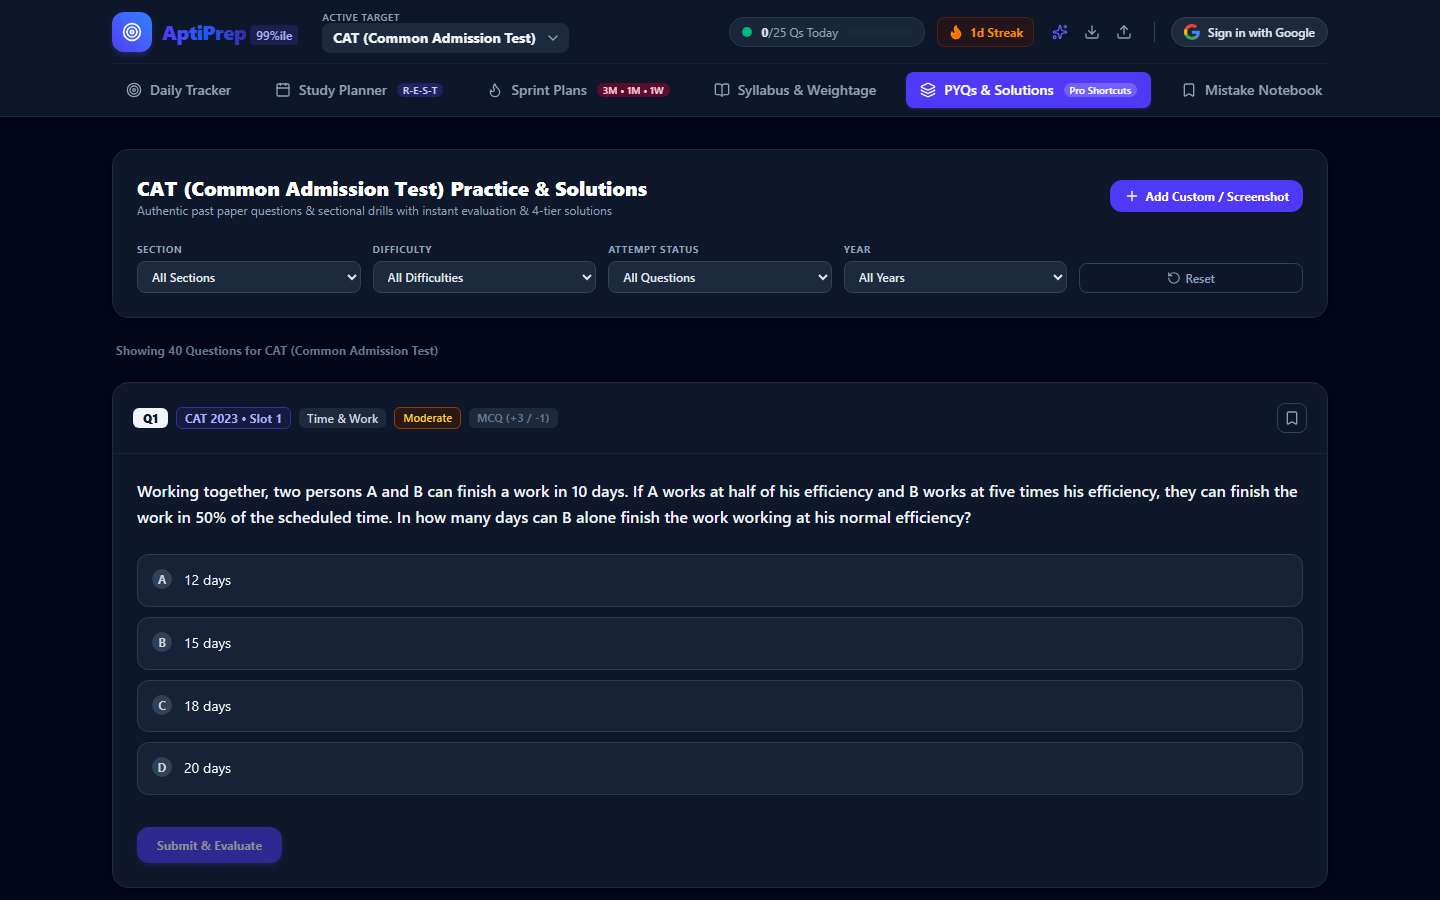 AptiPrep 99%ile
ACTIVE TARGET
CAT (Common Admission Test)
0/25 Qs Today
1d Streak
Sign in with Google
Daily Tracker
Study Planner R-E-S-T
Sprint Plans 3M • 1M • 1W
Syllabus & Weightage
PYQs & Solutions Pro Shortcuts
Mistake Notebook
CAT (Common Admission Test) Practice & Solutions
Authentic past paper questions & sectional drills with instant evaluation & 4-tier solutions
Add Custom / Screenshot
SECTION
All Sections
DIFFICULTY
All Difficulties
ATTEMPT STATUS
All Questions
YEAR
All Years
Reset
Showing 40 Questions for CAT (Common Admission Test)
Q1 CAT 2023 • Slot 1 Time & Work Moderate MCQ (+3 / -1)
Working together, two persons A and B can finish a work in 10 days. If A works at half of his efficiency and B works at five times his efficiency, they can finish the
work in 50% of the scheduled time. In how many days can B alone finish the work working at his normal efficiency?
A 12 days
B 15 days
C 18 days
D 20 days
Submit & Evaluate